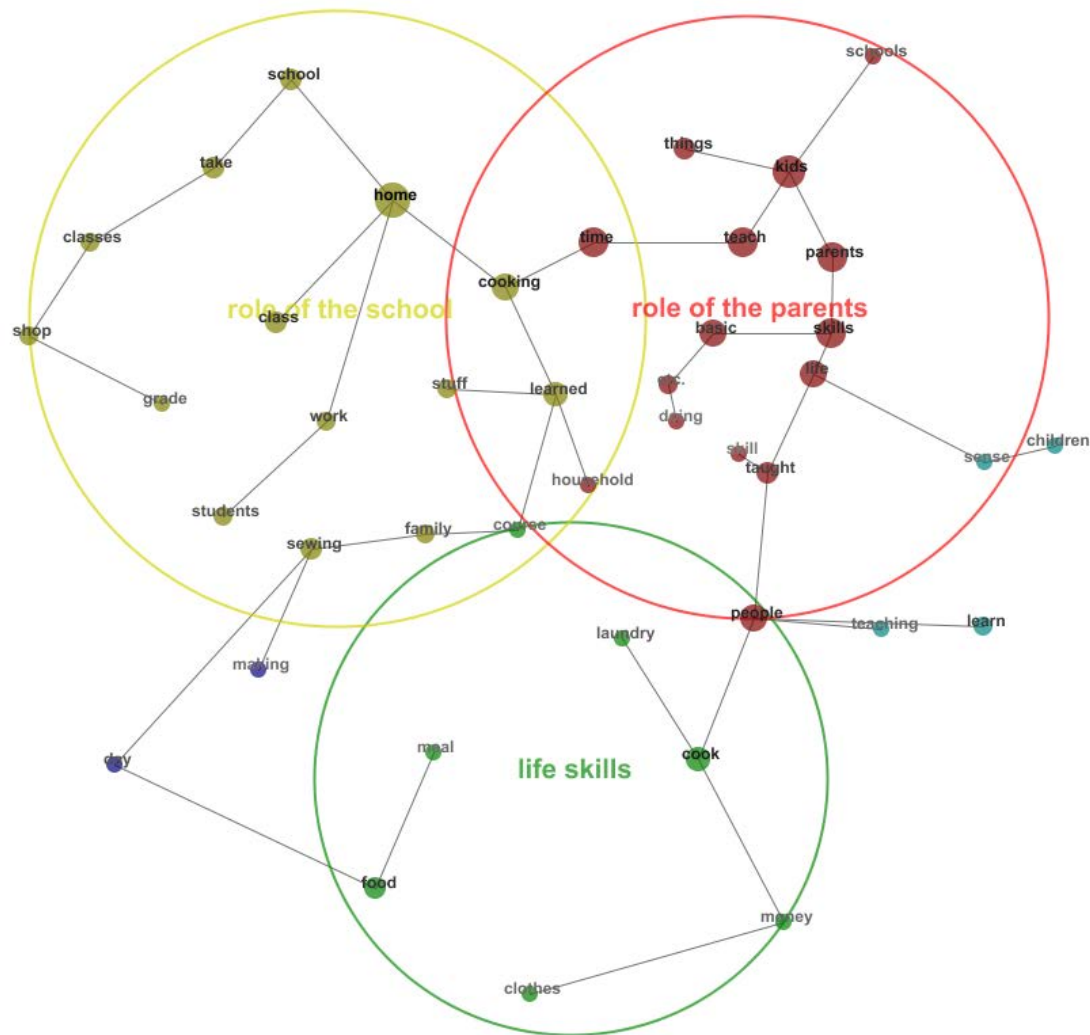 schools
school
things
take
kids
home
classes
time
teach
parents
cooking
role of the school
role of the parents
class
basic
skills
shop
life
etc.
stuff
learned
grade
doing
work
children
skill
sense
taught
household
students
course
family
sewing
people
learn
teaching
laundry
making
meal
cook
day
life skills
food
money
clothes